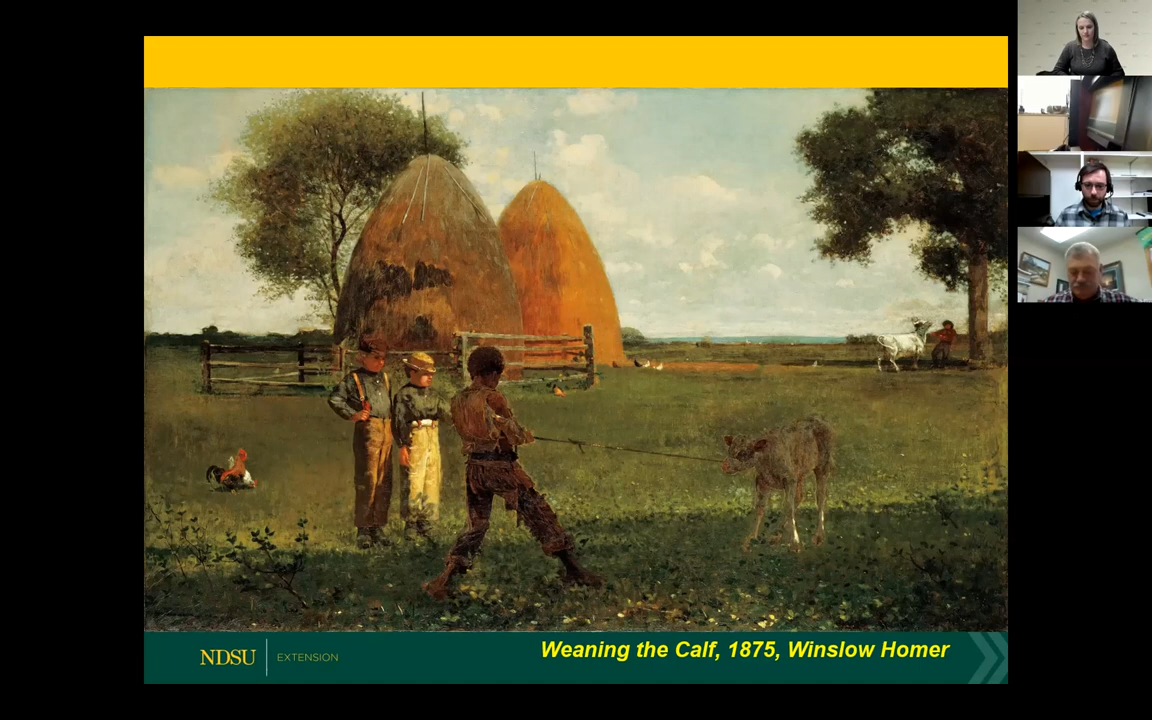 NDSU EXTENSION
Weaning the Calf, 1875, Winslow Homer